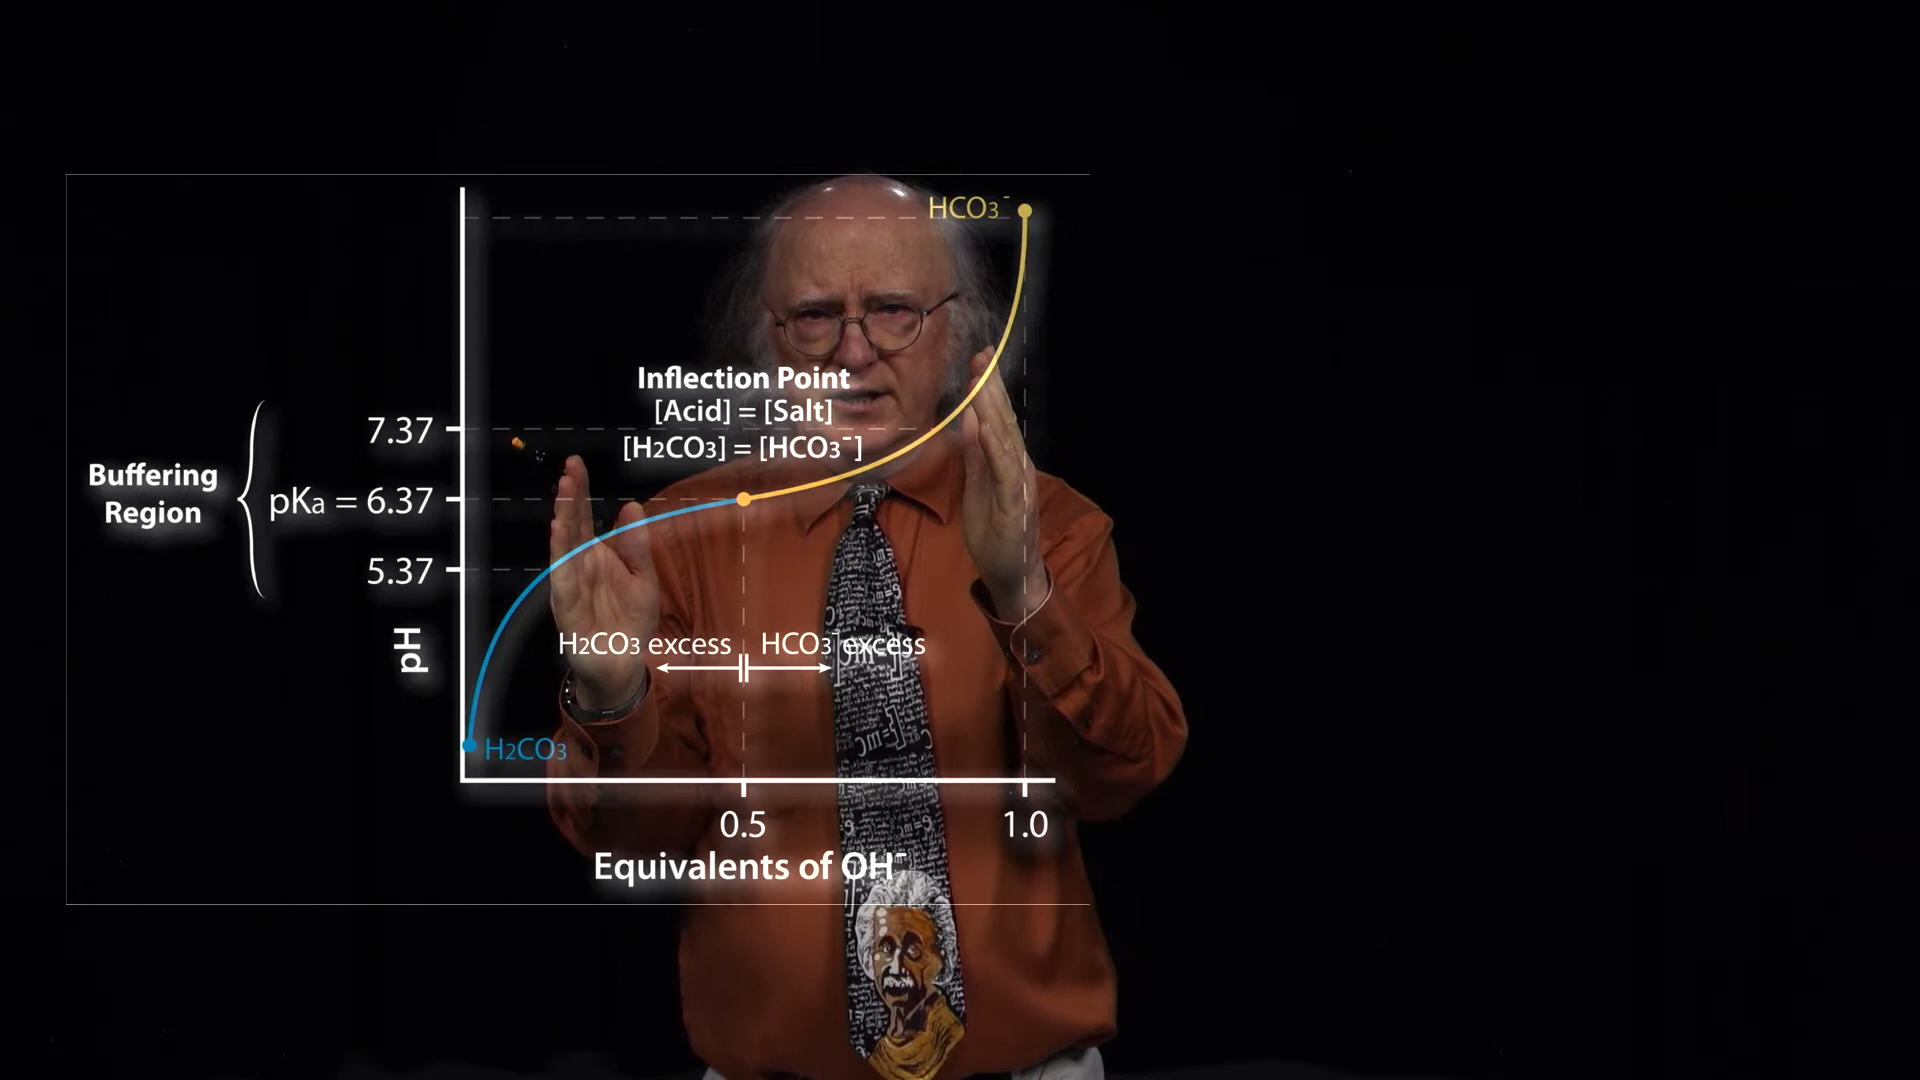 HCO3⁻
Inflection Point
[Acid] = [Salt]
[H2CO3] = [HCO3⁻]
7.37
Buffering
Region
pKa = 6.37
5.37
pH
H2CO3 excess
HCO3⁻ excess
H2CO3
0.5
1.0
Equivalents of OH⁻